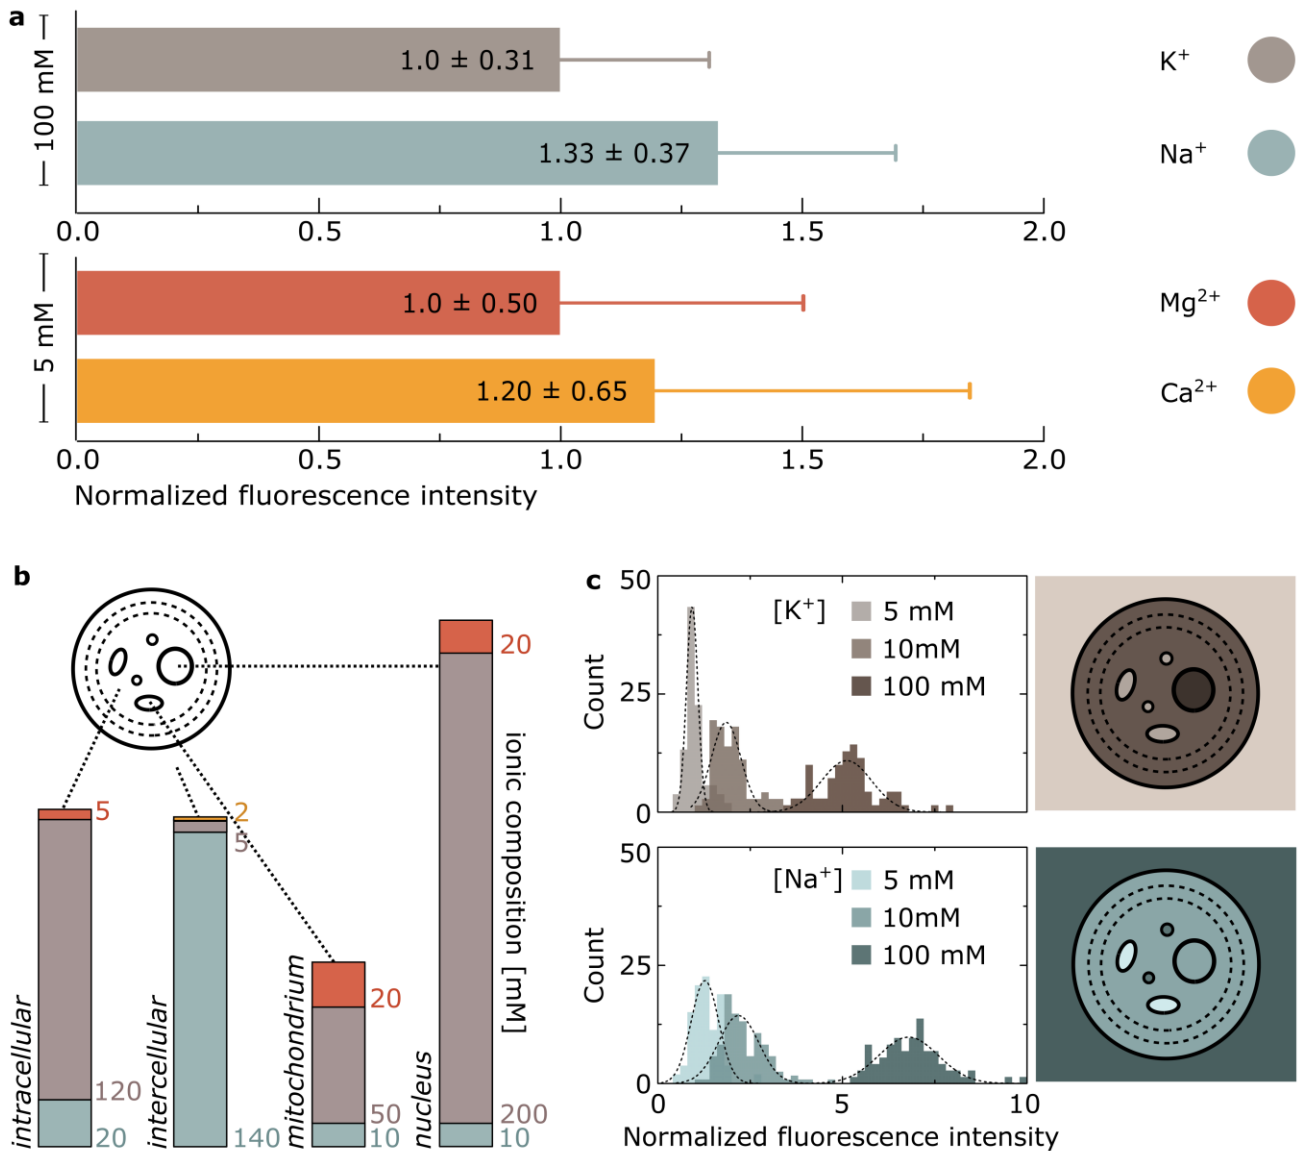 a
100 mM
1.0 ± 0.31
K⁺
1.33 ± 0.37
Na⁺
0.0 0.5 1.0 1.5 2.0
5 mM
1.0 ± 0.50
Mg²⁺
1.20 ± 0.65
Ca²⁺
0.0 0.5 1.0 1.5 2.0
Normalized fluorescence intensity
b
intracellular
5
120
20
intercellular
2
5
140
mitochondrium
20
50
10
nucleus
20
200
10
ionic composition [mM]
c
50
25
0
Count
[K⁺]
5 mM
10mM
100 mM
50
25
0
Count
[Na⁺]
5 mM
10mM
100 mM
0 5 10
Normalized fluorescence intensity